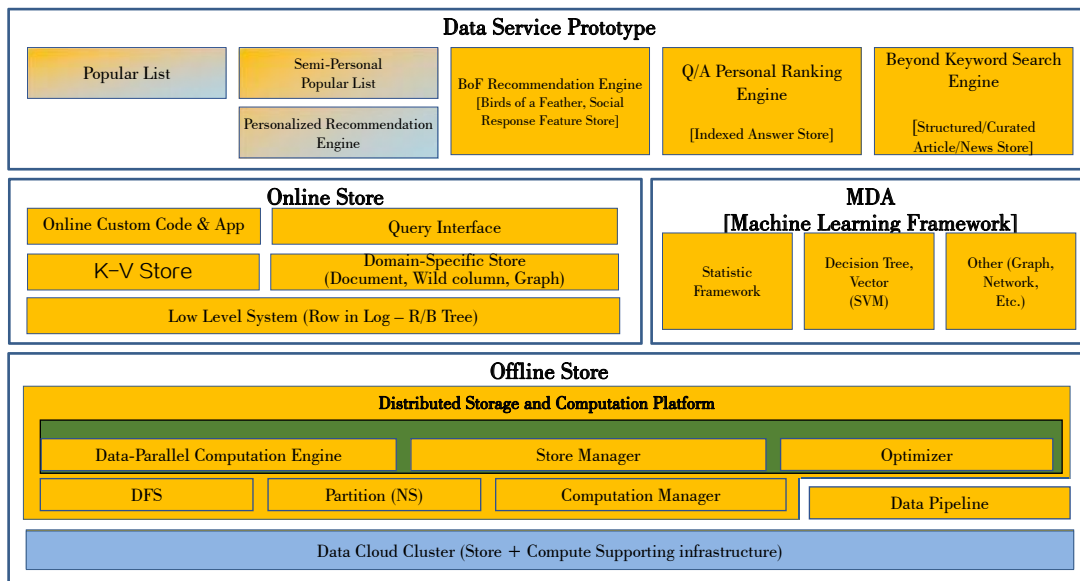 Data Service Prototype
Popular List
Semi-Personal
Popular List
Personalized Recommendation
Engine
BoF Recommendation Engine
[Birds of a Feather, Social
Response Feature Store]
Q/A Personal Ranking
Engine
[Indexed Answer Store]
Beyond Keyword Search
Engine
[Structured/Curated
Article/News Store]
Online Store
Online Custom Code & App
Query Interface
K-V Store
Domain-Specific Store
(Document, Wild column, Graph)
Low Level System (Row in Log – R/B Tree)
MDA
[Machine Learning Framework]
Statistic
Framework
Decision Tree,
Vector
(SVM)
Other (Graph,
Network,
Etc.)
Offline Store
Distributed Storage and Computation Platform
Data-Parallel Computation Engine
Store Manager
Optimizer
DFS
Partition (NS)
Computation Manager
Data Pipeline
Data Cloud Cluster (Store + Compute Supporting infrastructure)